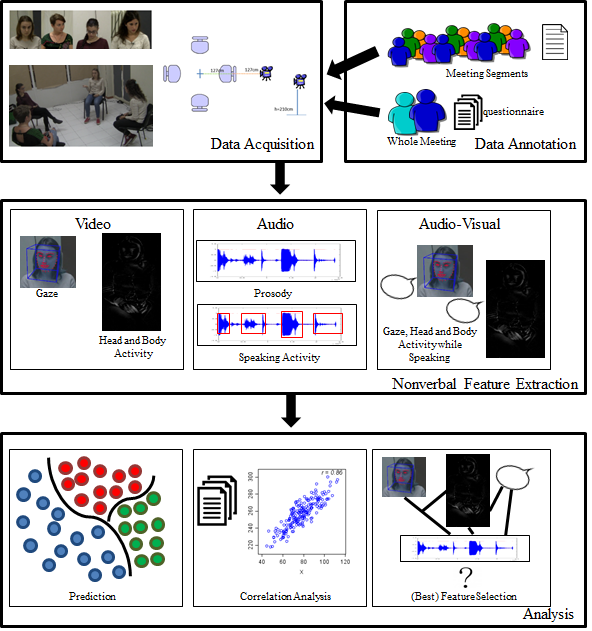 127cm
127cm
h=210cm
Data Acquisition
Meeting Segments
Whole Meeting
questionnaire
Data Annotation
Video
Gaze
Head and Body
Activity
Audio
Prosody
Speaking Activity
Audio-Visual
Gaze, Head and Body
Activity while
Speaking
Nonverbal Feature Extraction
Prediction
r = 0.86
300
280
260
240
220
40
60
80
100
120
X
Correlation Analysis
?
(Best) Feature Selection
Analysis